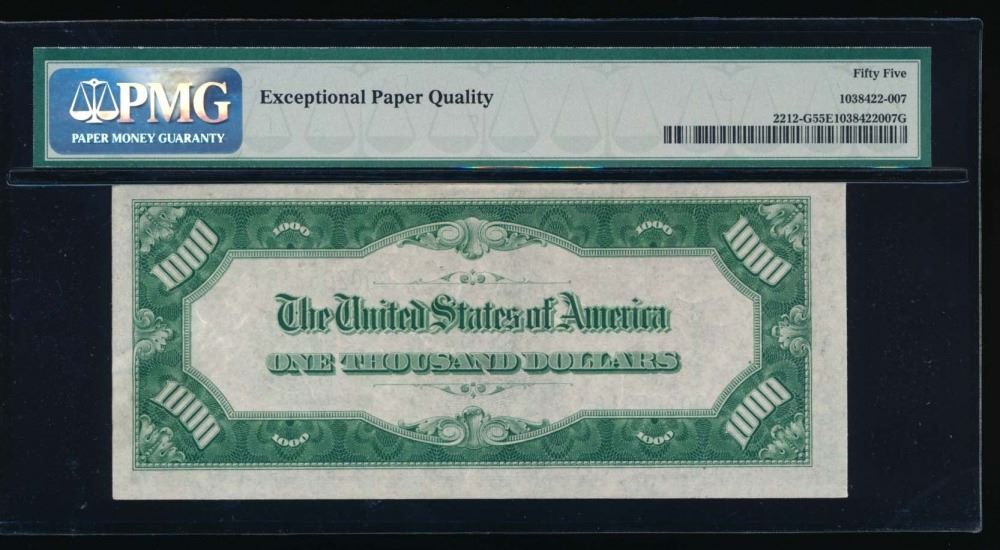 PMG
PAPER MONEY GUARANTY
Exceptional Paper Quality
Fifty Five
1038422-007
2212-G55E1038422007G
1000
1000
1000
1000
The United States of America
ONE THOUSAND DOLLARS
1000
1000
1000
1000